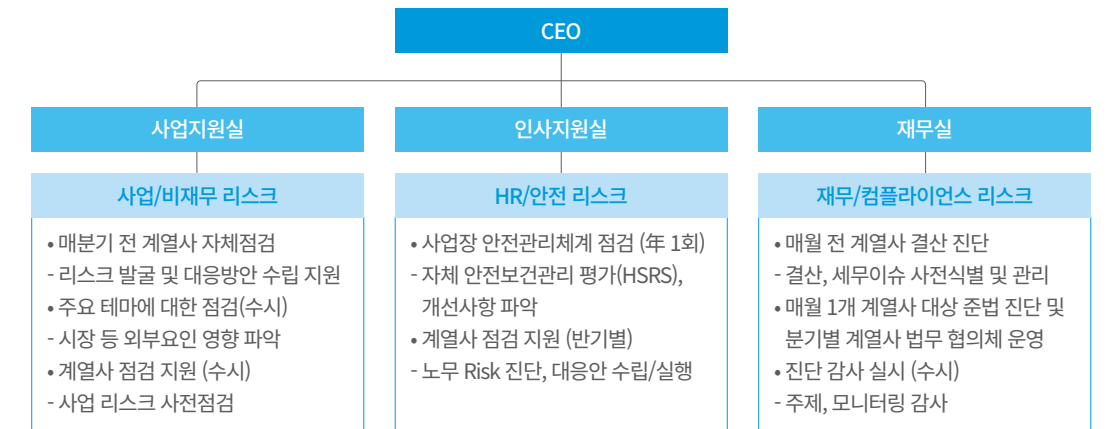 CEO
사업지원실
사업/비재무 리스크
• 매분기 전 계열사 자체점검
- 리스크 발굴 및 대응방안 수립 지원
• 주요 테마에 대한 점검(수시)
- 시장 등 외부요인 영향 파악
• 계열사 점검 지원 (수시)
- 사업 리스크 사전점검
인사지원실
HR/안전 리스크
• 사업장 안전관리체계 점검 (年 1회)
- 자체 안전보건관리 평가(HSRS),
개선사항 파악
• 계열사 점검 지원 (반기별)
- 노무 Risk 진단, 대응안 수립/실행
재무실
재무/컴플라이언스 리스크
• 매월 전 계열사 결산 진단
- 결산, 세무이슈 사전식별 및 관리
• 매월 1개 계열사 대상 준법 진단 및
분기별 계열사 법무 협의체 운영
• 진단 감사 실시 (수시)
- 주제, 모니터링 감사